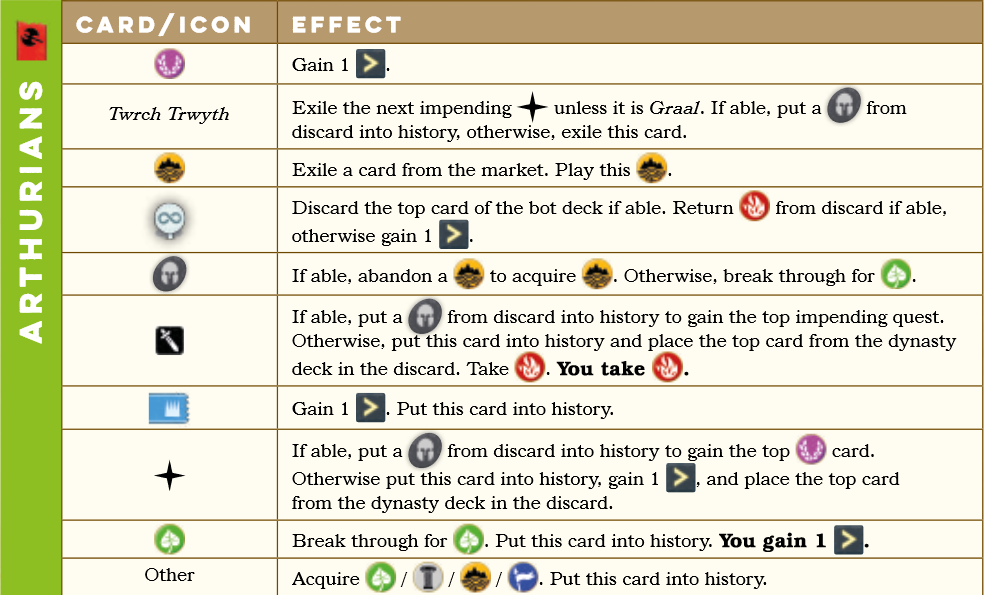 ARTHURIANS
CARD/ICON EFFECT
Gain 1 .
Twrch Trwyth
Exile the next impending unless it is Graal. If able, put a from
discard into history, otherwise, exile this card.
Exile a card from the market. Play this .
Discard the top card of the bot deck if able. Return from discard if able,
otherwise gain 1 .
If able, abandon a to acquire . Otherwise, break through for .
If able, put a from discard into history to gain the top impending quest.
Otherwise, put this card into history and place the top card from the dynasty
deck in the discard. Take . You take .
Gain 1 . Put this card into history.
If able, put a from discard into history to gain the top card.
Otherwise put this card into history, gain 1 , and place the top card
from the dynasty deck in the discard.
Break through for . Put this card into history. You gain 1 .
Other
Acquire / / / . Put this card into history.